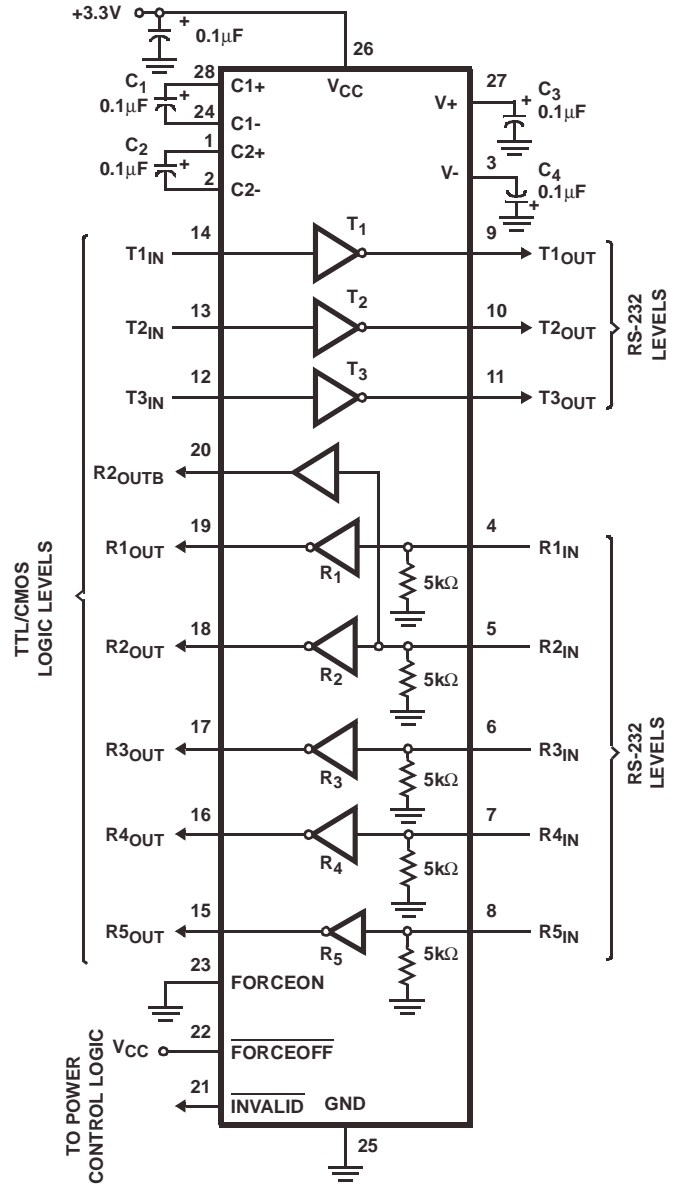 +3.3V
+ 0.1μF
26
28 C1+ VCC 27
C1 0.1μF + 24 C1- V+ + C3 0.1μF
C2 0.1μF + 1 C2+ 3
2 C2- V- C4 0.1μF +
14 T1 9
T1IN T1OUT
13 T2 10
T2IN T2OUT
12 T3 11
T3IN T3OUT
RS-232 LEVELS
20
R2OUTB
19 4
R1OUT R1 5kΩ R1IN
18 5
R2OUT R2 5kΩ R2IN
17 6
R3OUT R3 5kΩ R3IN
16 7
R4OUT R4 5kΩ R4IN
15 8
R5OUT R5 5kΩ R5IN
TTL/CMOS LOGIC LEVELS
RS-232 LEVELS
23 FORCEON
VCC 22 FORCEOFF
21 INVALID GND
TO POWER CONTROL LOGIC
25